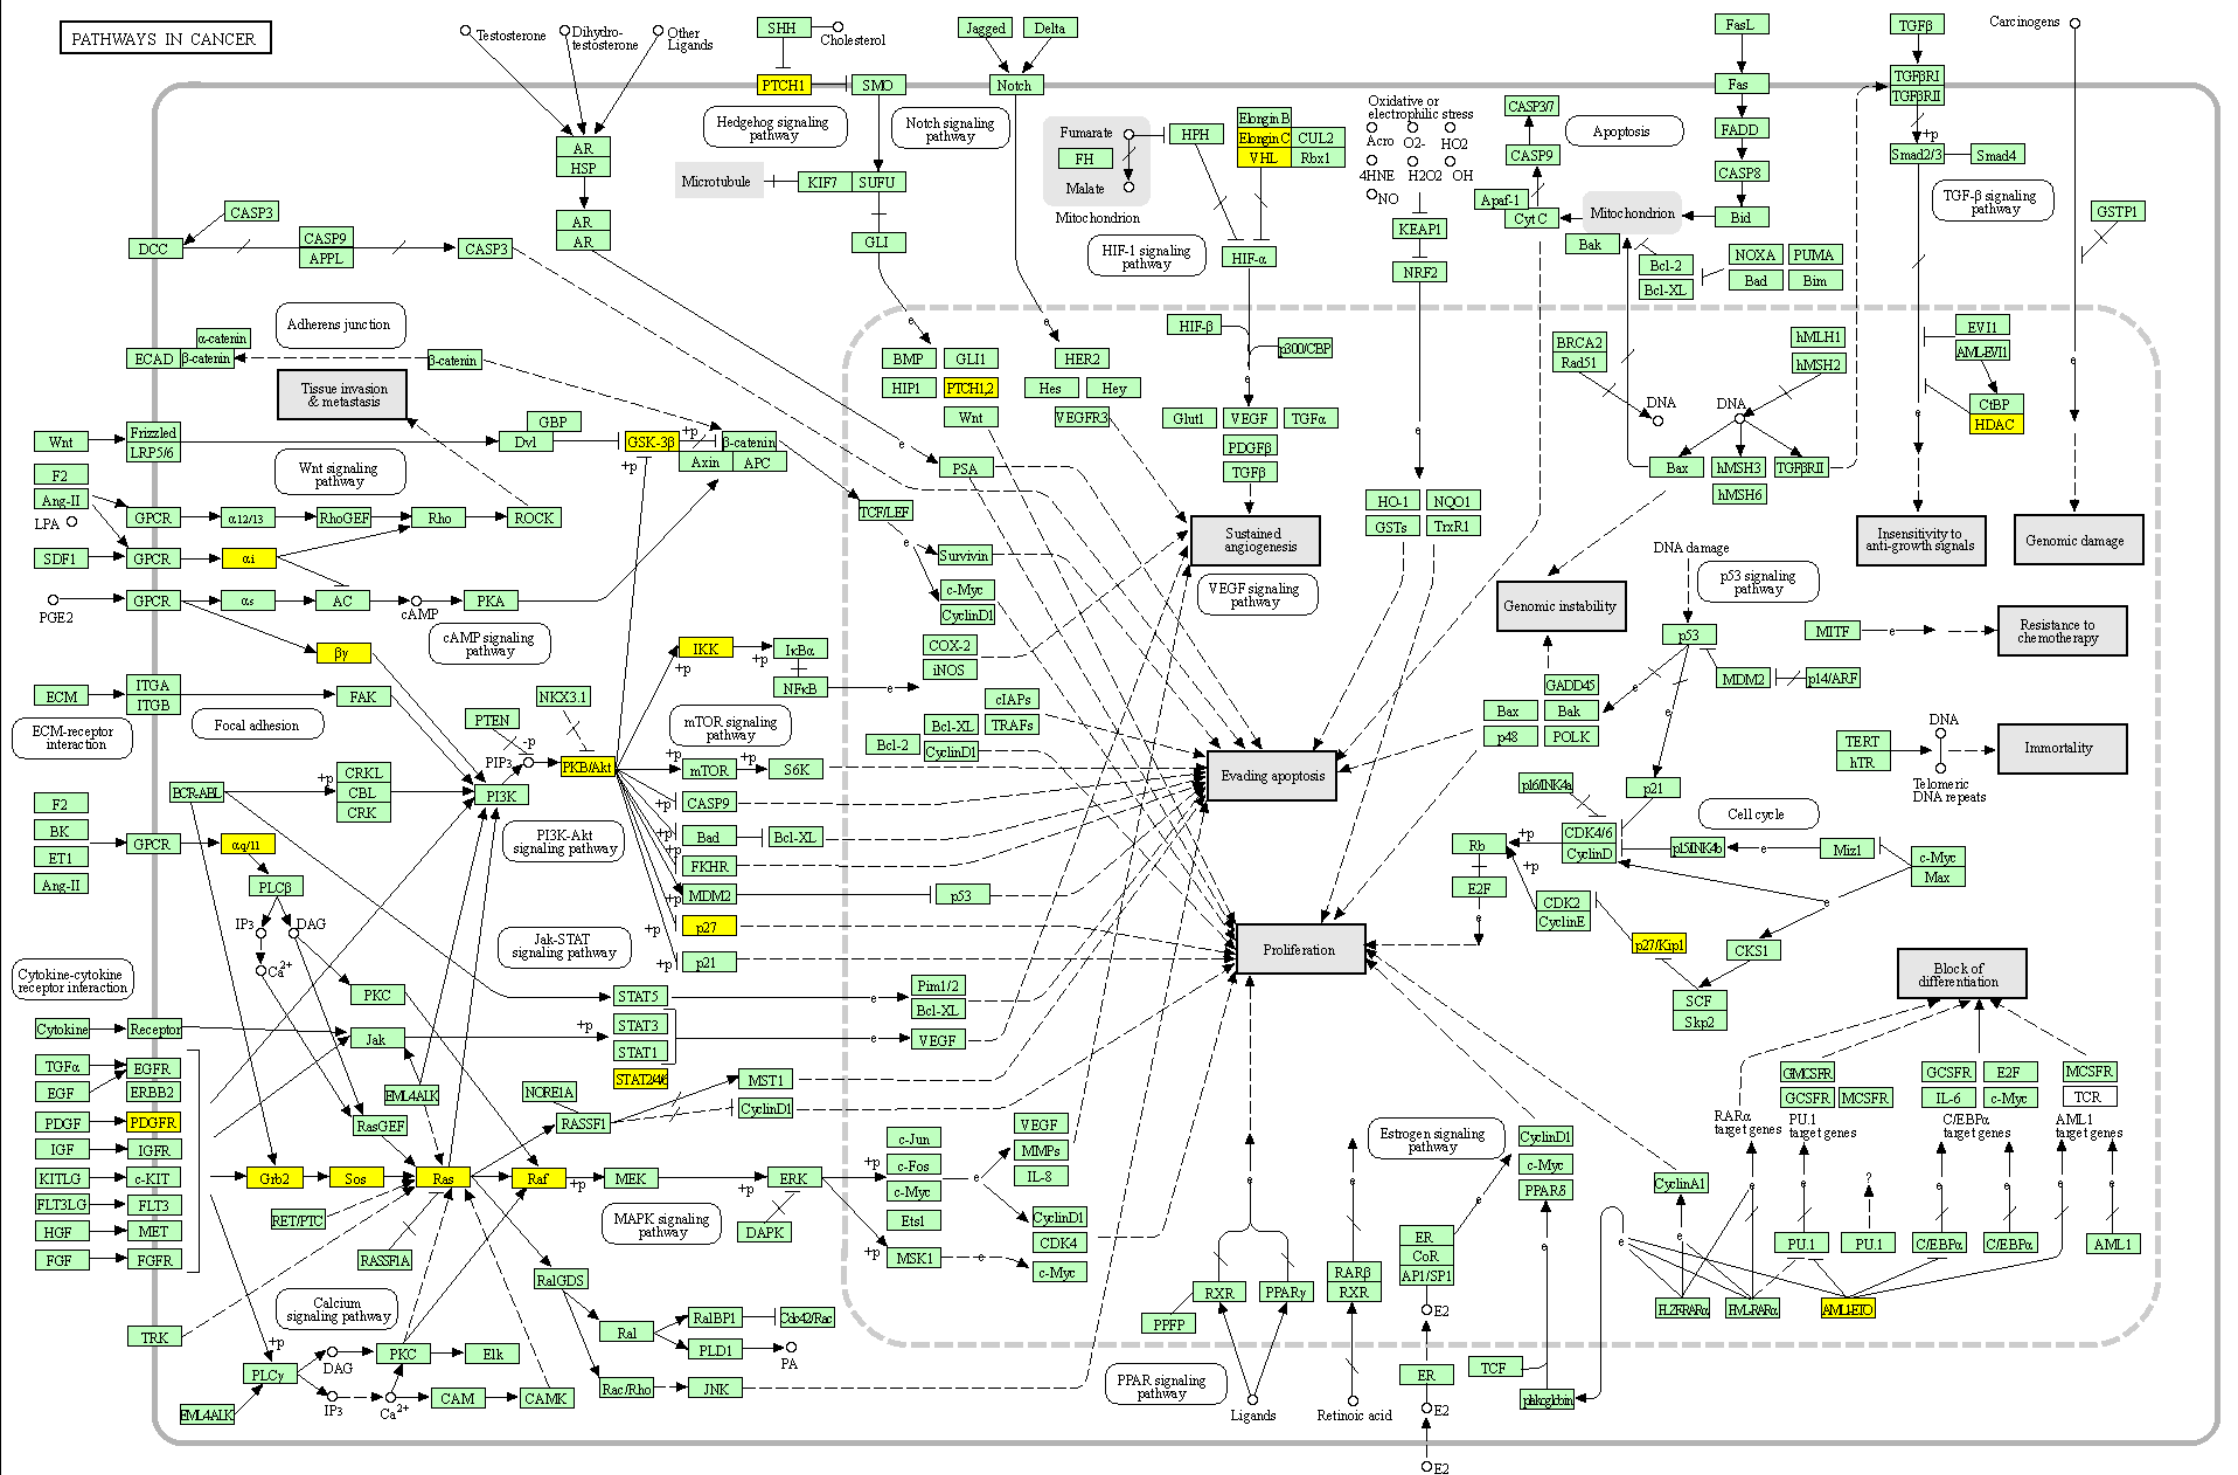 PATHWAYS IN CANCER
Testosterone
Dihydro-
testosterone
Other
Ligands
SHH
Cholesterol
Jagged
Delta
FasL
TGFβ
Carcinogens
PTCH1
SMO
Notch
Fas
TGFβRI
TGFβRII
Hedgehog signaling
pathway
Notch signaling
pathway
Fumarate
FH
Malate
Mitochondrion
HPH
Elongin B
Elongin C
CUL2
VHL
Rbx1
Oxidative or
electrophilic stress
Acro
O2-
HO2
4HNE
H2O2
OH
NO
CASP3/7
CASP9
Apoptosis
FADD
CASP8
+p
Smad2/3
Smad4
AR
HSP
Microtubule
KIF7
SUFU
Apaf-1
Cyt C
Mitochondrion
Bid
TGF-β signaling
pathway
GSTP1
CASP3
DCC
CASP9
APPL
CASP3
AR
AR
GLI
HIF-1 signaling
pathway
HIF-α
KEAP1
NRF2
Bak
Bcl-2
Bcl-XL
NOXA
PUMA
Bad
Bim
Adherens junction
α-catenin
ECAD
β-catenin
β-catenin
e
e
BMP
GLI1
HIP1
PTCH1,2
Wnt
HER2
Hes
Hey
VEGFR3
HIF-β
p300/CBP
e
Glut1
VEGF
TGFα
PDGFβ
TGFβ
BRCA2
Rad51
DNA
hMLH1
hMSH2
DNA
EVI1
AML-EVI1
CtBP
HDAC
e
e
Tissue invasion
& metastasis
Wnt
Frizzled
LRP5/6
GBP
Dvl
GSK-3β
+p
+p
β-catenin
Axin
APC
e
PSA
e
Bax
hMSH3
TGFβRII
hMSH6
Wnt signaling
pathway
F2
Ang-II
LPA
GPCR
α12/13
RhoGEF
Rho
ROCK
TCF/LEF
e
Survivin
HO-1
NQO1
GSTs
TrxR1
Sustained
angiogenesis
VEGF signaling
pathway
Insensitivity to
anti-growth signals
Genomic damage
SDF1
GPCR
αi
PGE2
GPCR
αs
AC
cAMP
PKA
c-Myc
CyclinD1
DNA damage
p53 signaling
pathway
Genomic instability
cAMP signaling
pathway
βγ
IKK
+p
+p
IκBα
NFκB
e
COX-2
iNOS
p53
MITF
e
Resistance to
chemotherapy
MDM2
p14/ARF
ECM
ITGA
ITGB
FAK
Focal adhesion
ECM-receptor
interaction
NKX3.1
PTEN
-p
PIP3
PKB/Akt
mTOR signaling
pathway
cIAPs
Bcl-XL
TRAFs
Bcl-2
CyclinD1
GADD45
Bax
Bak
p48
POLK
e
e
TERT
hTR
DNA
Telomeric
DNA repeats
Immortality
BCR-ABL
+p
CRKL
CBL
CRK
PI3K
+p
mTOR
+p
S6K
Evading apoptosis
p16/INK4a
p21
Cell cycle
F2
BK
ET1
Ang-II
GPCR
αq/11
PI3K-Akt
signaling pathway
+p
CASP9
+p
Bad
Bcl-XL
+p
FKHR
+p
MDM2
p53
Rb
+p
+p
CDK4/6
CyclinD
p15/INK4b
e
Miz1
c-Myc
Max
PLCβ
IP3
DAG
Ca2+
E2F
e
CDK2
CyclinE
e
Jak-STAT
signaling pathway
+p
p27
+p
p21
Proliferation
p27/Kip1
CKS1
SCF
Skp2
Block of
differentiation
Cytokine-cytokine
receptor interaction
PKC
STAT5
e
Pim1/2
Bcl-XL
Cytokine
Receptor
Jak
+p
STAT3
STAT1
STAT2/4/6
e
VEGF
TGFα
EGFR
EGF
ERBB2
PDGF
PDGFR
IGF
IGFR
KITLG
c-KIT
FLT3LG
FLT3
HGF
MET
FGF
FGFR
EML4ALK
RasGEF
NORE1A
RASSF1
MST1
CyclinD1
GMCSFR
GCSFR
MCSFR
GCSFR
E2F
IL-6
c-Myc
MCSFR
TCR
RARα
target genes
PU.1
target genes
C/EBPα
target genes
AML1
target genes
Grb2
Sos
Ras
Raf
+p
MEK
+p
ERK
+p
c-Jun
c-Fos
c-Myc
Ets1
e
VEGF
MMPs
IL-8
CyclinD1
CDK4
c-Myc
+p
MSK1
e
RET/PTC
RASSF1A
MAPK signaling
pathway
DAPK
Estrogen signaling
pathway
CyclinD1
c-Myc
PPARδ
e
ER
CoR
AP1/SP1
E2
CyclinA1
?
PU.1
PU.1
C/EBPα
C/EBPα
AML1
e
e
e
e
e
e
e
e
e
e
RalGDS
Calcium
signaling pathway
Ral
RalBP1
Cdc42/Rac
PLD1
PA
RXR
PPARγ
PPFP
RARβ
RXR
PLZF-RARα
PML-RARα
AML1-ETO
TRK
+p
PLCγ
DAG
PKC
Elk
IP3
Ca2+
CAM
CAMK
EML4ALK
Rac/Rho
JNK
PPAR signaling
pathway
Ligands
Retinoic acid
ER
E2
E2
TCF
plakoglobin